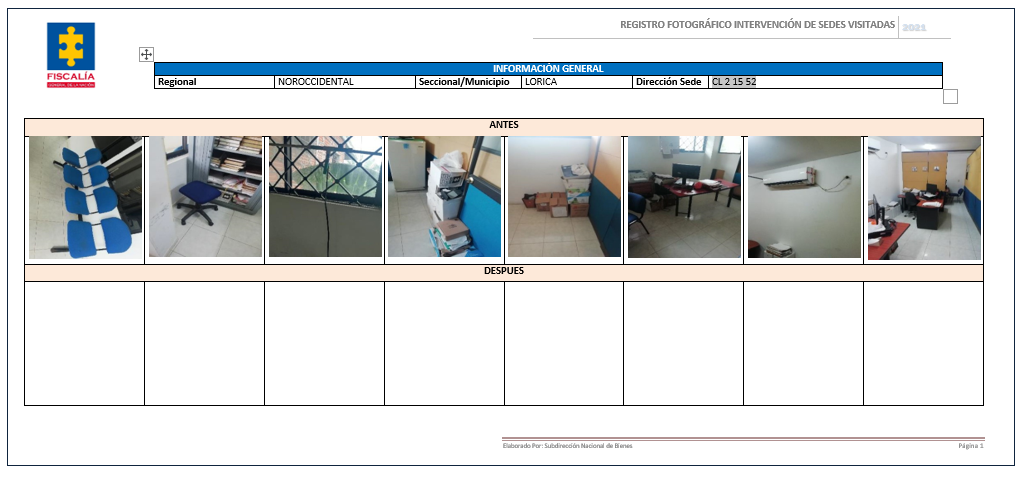 REGISTRO FOTOGRÁFICO INTERVENCIÓN DE SEDES VISITADAS 2021
FISCALÍA
GENERAL DE LA NACIÓN
INFORMACIÓN GENERAL
Regional NOROCCIDENTAL Seccional/Municipio LORICA Dirección Sede CL 2 15 52
ANTES
DESPUES
Elaborado Por: Subdirección Nacional de Bienes Página 1